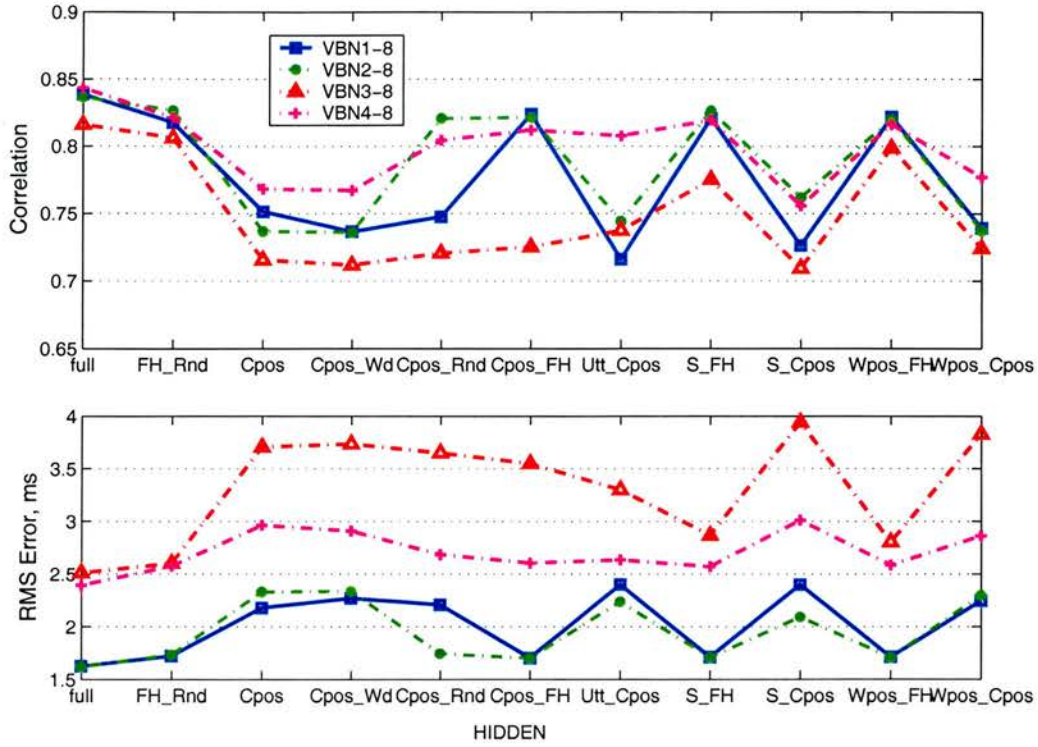 0.9
0.85
0.8
0.75
0.7
0.65
Correlation
VBN1-8
VBN2-8
VBN3-8
VBN4-8
full FH_Rnd Cpos Cpos_Wd Cpos_Rnd Cpos_FH Utt_Cpos S_FH S_Cpos Wpos_FH Wpos_Cpos
4
3.5
3
2.5
2
1.5
RMS Error, ms
full FH_Rnd Cpos Cpos_Wd Cpos_Rnd Cpos_FH Utt_Cpos S_FH S_Cpos Wpos_FH Wpos_Cpos
HIDDEN